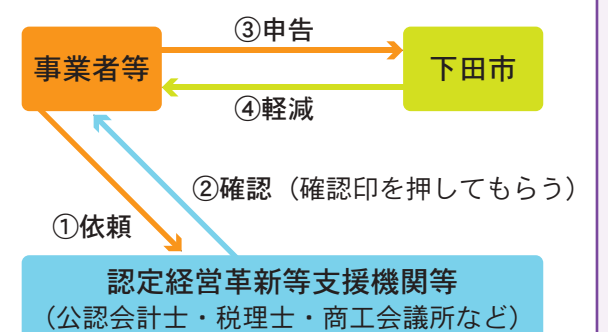 ③申告
事業者等
下田市
④軽減
②確認（確認印を押してもらう）
①依頼
認定経営革新等支援機関等
（公認会計士・税理士・商工会議所など）